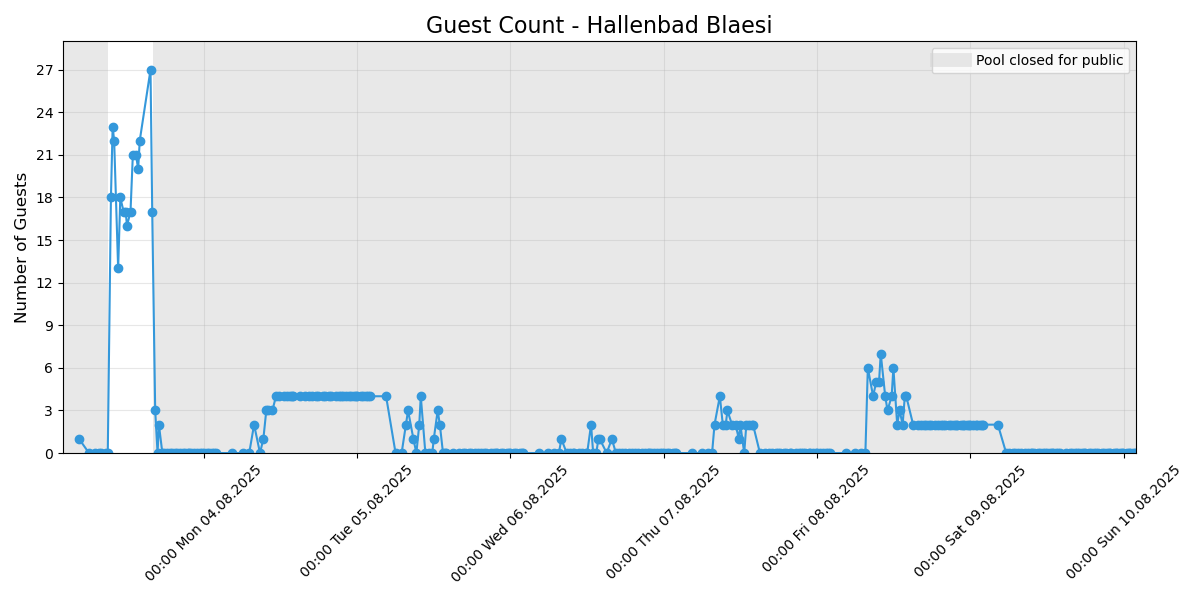 Guest Count - Hallenbad Blaesi
Pool closed for public
Number of Guests
27
24
21
18
15
12
9
6
3
0
00:00 Mon 04.08.2025
00:00 Tue 05.08.2025
00:00 Wed 06.08.2025
00:00 Thu 07.08.2025
00:00 Fri 08.08.2025
00:00 Sat 09.08.2025
00:00 Sun 10.08.2025